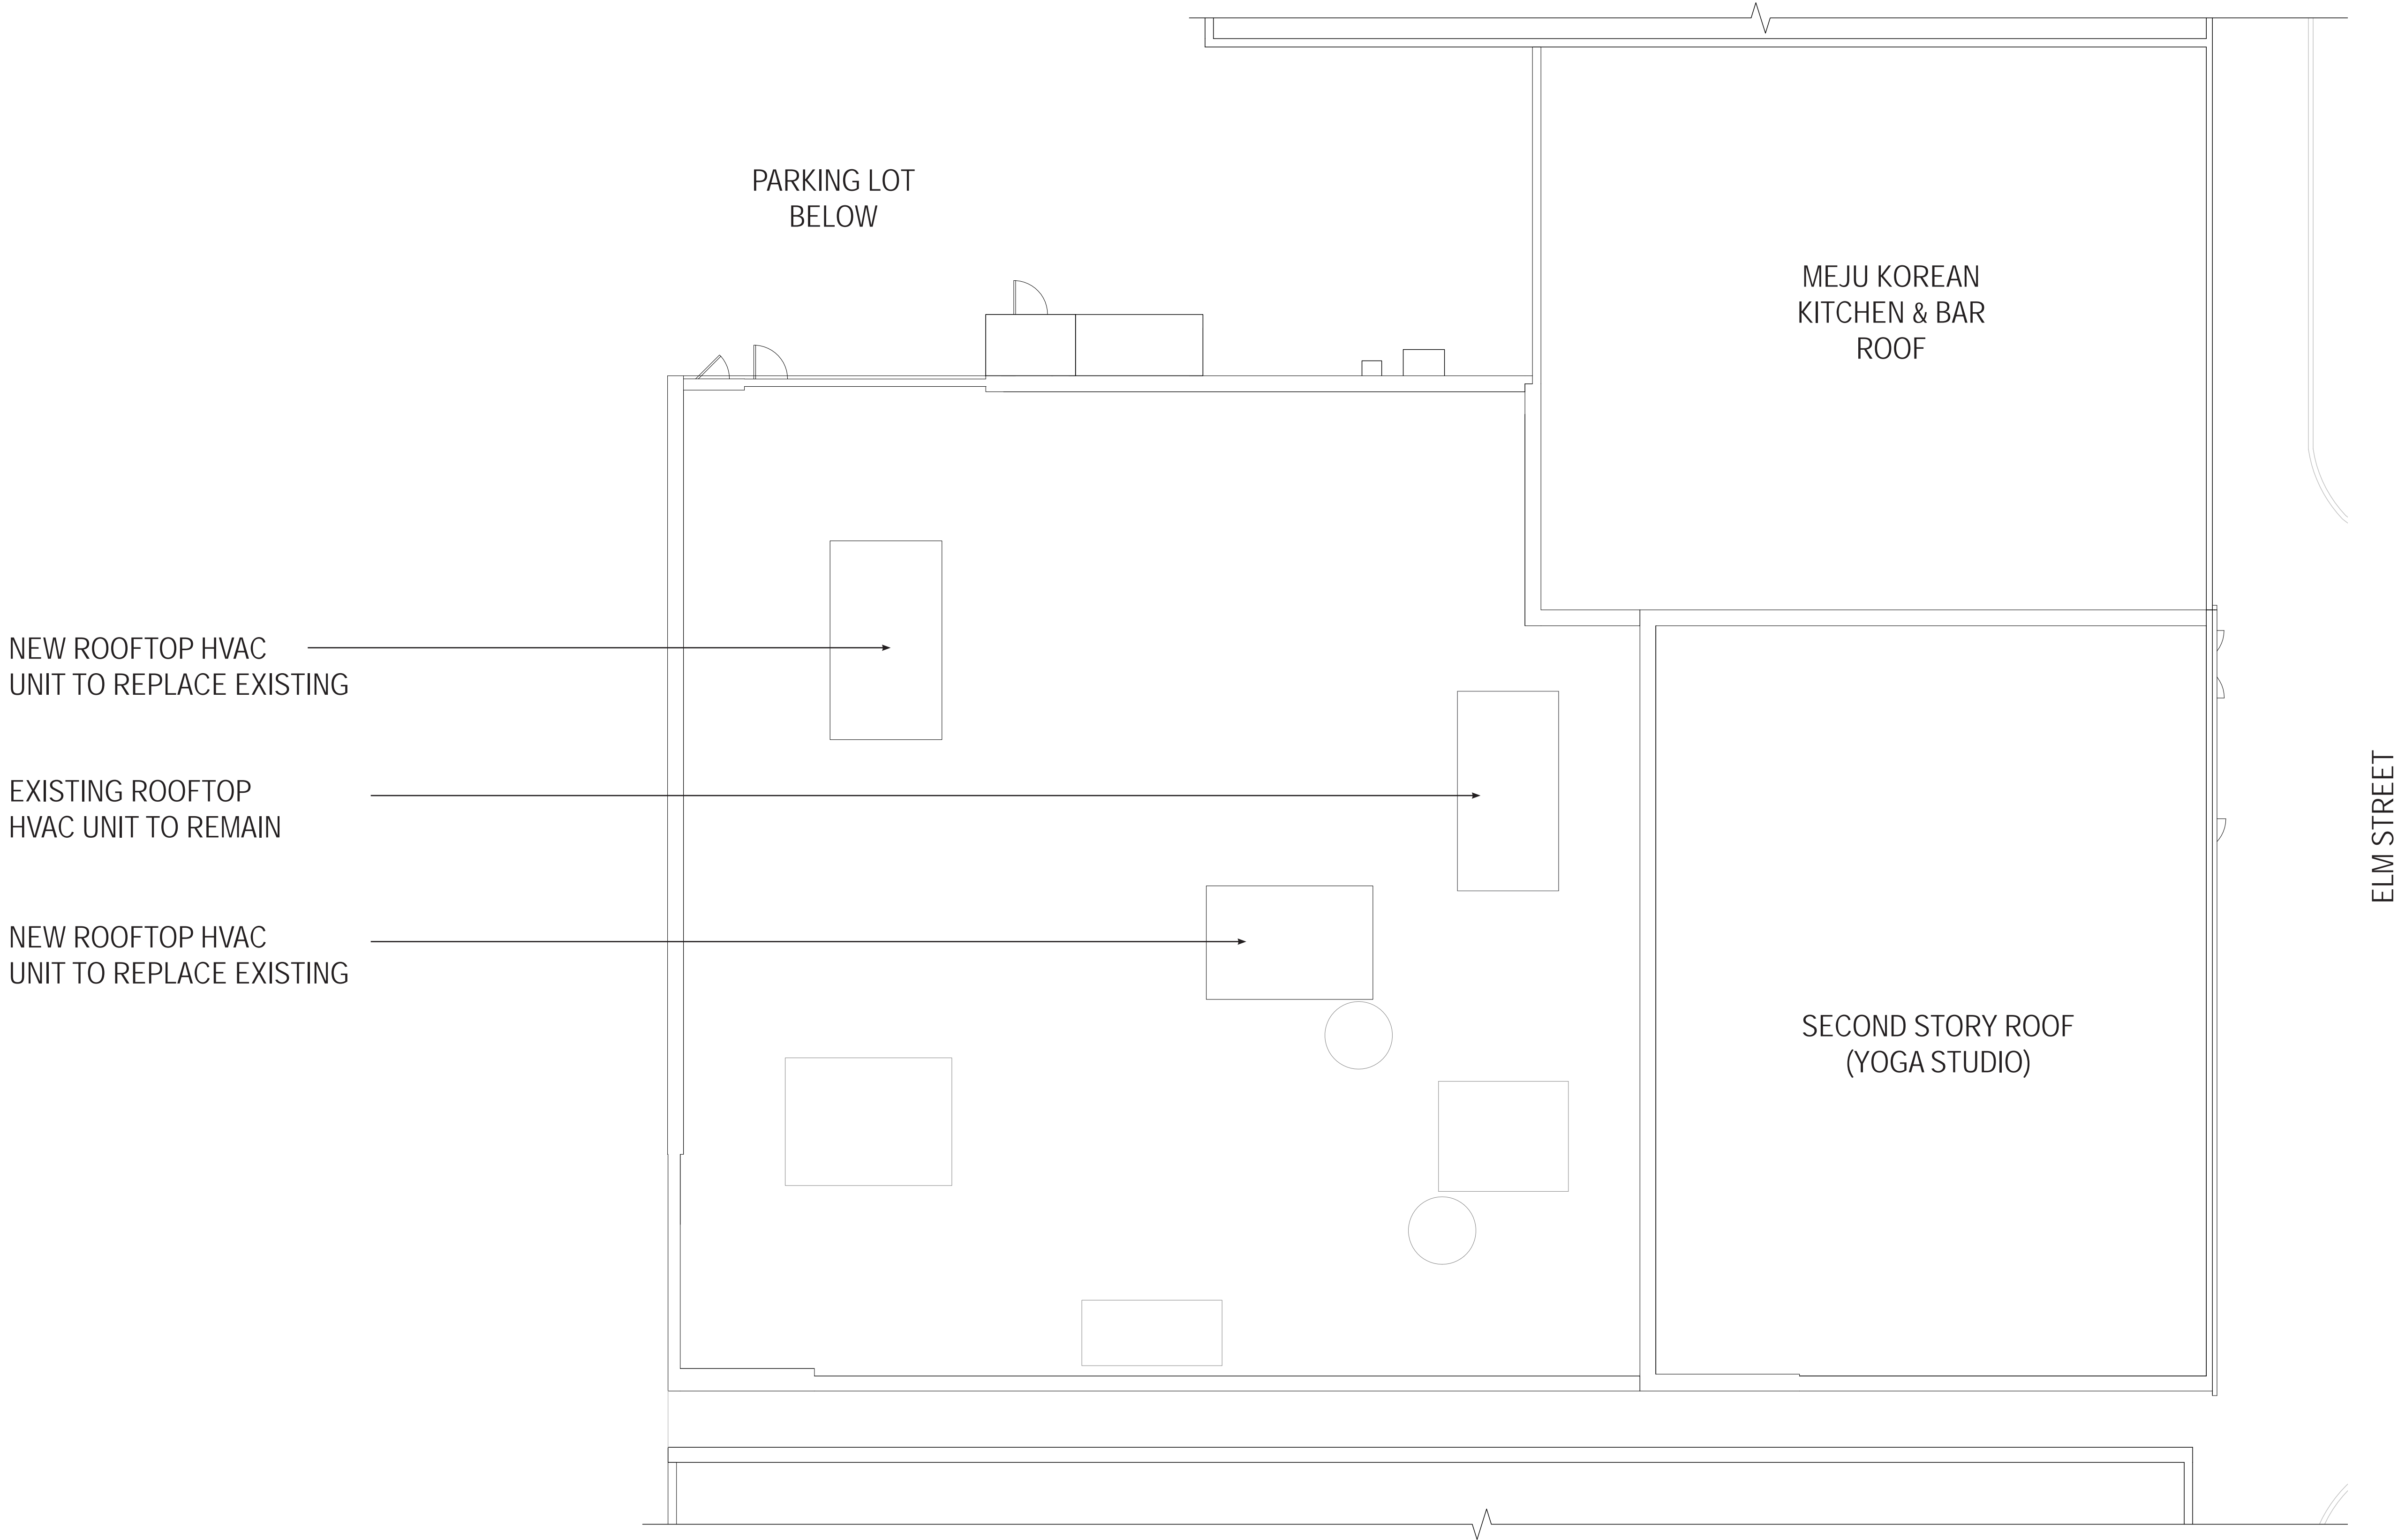 PARKING LOT
BELOW
MEJU KOREAN
KITCHEN & BAR
ROOF
NEW ROOFTOP HVAC
UNIT TO REPLACE EXISTING
EXISTING ROOFTOP
HVAC UNIT TO REMAIN
NEW ROOFTOP HVAC
UNIT TO REPLACE EXISTING
SECOND STORY ROOF
(YOGA STUDIO)
ELM STREET